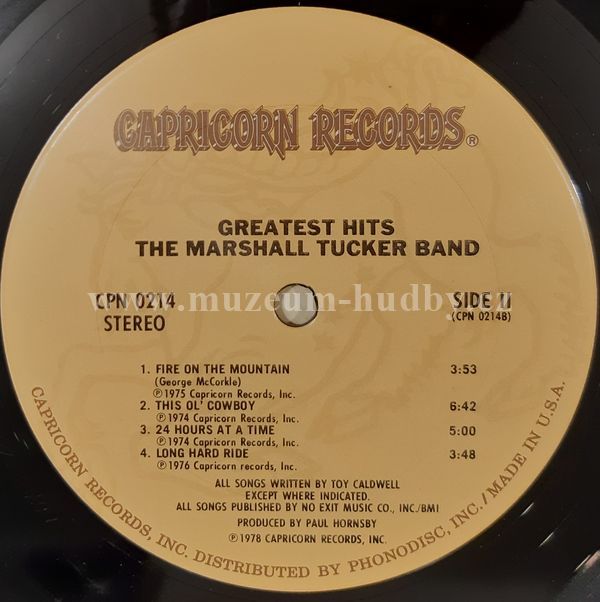 CAPRICORN RECORDS®
GREATEST HITS
THE MARSHALL TUCKER BAND
CPN 0214
STEREO
SIDE II
(CPN 0214B)
www.muzeum-hudby.cz
1. FIRE ON THE MOUNTAIN 3:53
(George McCorkle)
℗ 1975 Capricorn Records, Inc.
2. THIS OL' COWBOY 6:42
℗ 1974 Capricorn Records, Inc.
3. 24 HOURS AT A TIME 5:00
℗ 1974 Capricorn Records, Inc.
4. LONG HARD RIDE 3:48
℗ 1976 Capricorn records, Inc.
ALL SONGS WRITTEN BY TOY CALDWELL
EXCEPT WHERE INDICATED.
ALL SONGS PUBLISHED BY NO EXIT MUSIC CO., INC./BMI
PRODUCED BY PAUL HORNSBY
℗ 1978 CAPRICORN RECORDS, INC.
CAPRICORN RECORDS, INC. DISTRIBUTED BY PHONODISC, INC./MADE IN U.S.A.